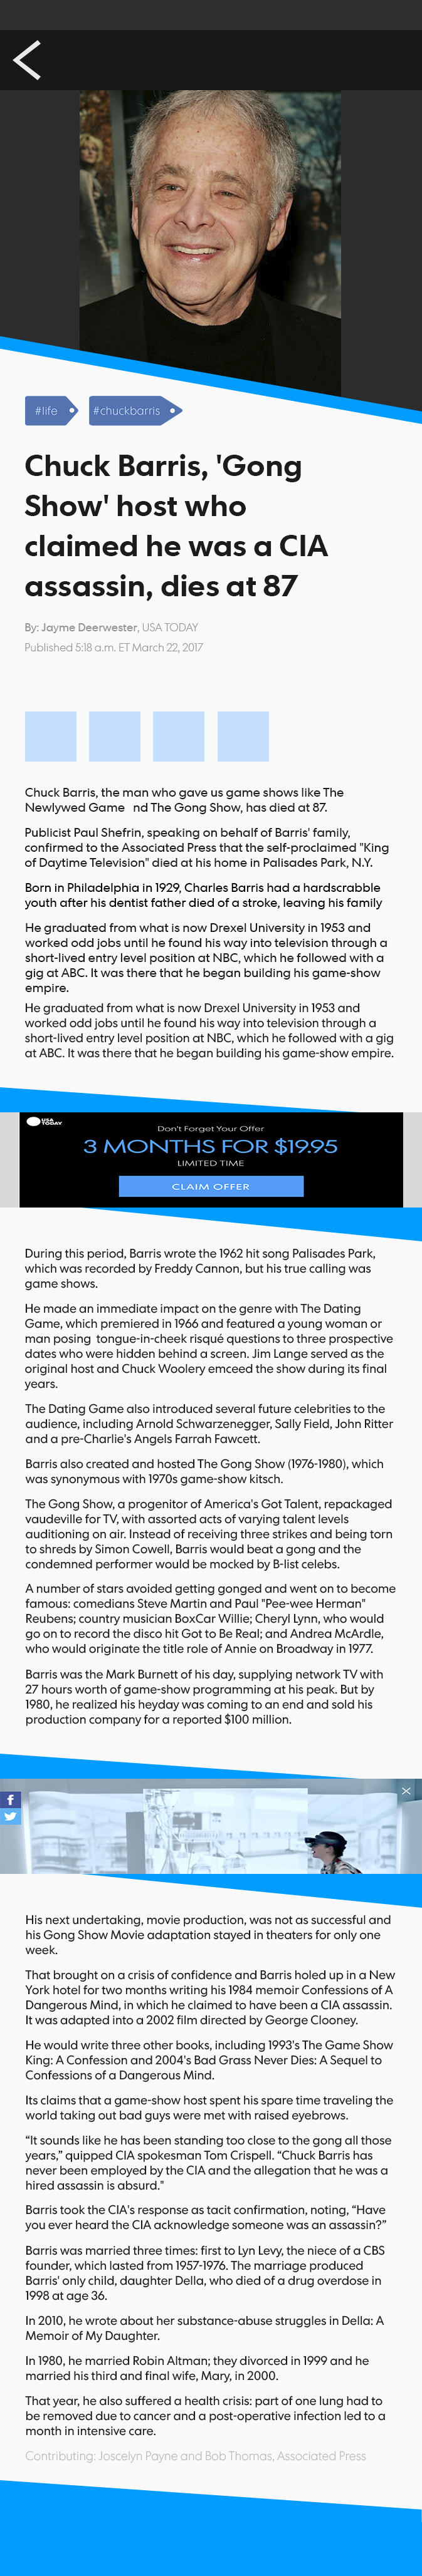 #life
#chuckbarris
Chuck Barris, 'Gong
Show' host who
claimed he was a CIA
assassin, dies at 87
By: Jayme Deerwester, USA TODAY
Published 5:18 a.m. ET March 22, 2017
Chuck Barris, the man who gave us game shows like The
Newlywed Game nd The Gong Show, has died at 87.
Publicist Paul Shefrin, speaking on behalf of Barris' family,
confirmed to the Associated Press that the self-proclaimed "King
of Daytime Television" died at his home in Palisades Park, N.Y.
Born in Philadelphia in 1929, Charles Barris had a hardscrabble
youth after his dentist father died of a stroke, leaving his family
He graduated from what is now Drexel University in 1953 and
worked odd jobs until he found his way into television through a
short-lived entry level position at NBC, which he followed with a
gig at ABC. It was there that he began building his game-show
empire.
He graduated from what is now Drexel University in 1953 and
worked odd jobs until he found his way into television through a
short-lived entry level position at NBC, which he followed with a gig
at ABC. It was there that he began building his game-show empire.
USA
TODAY
Don't Forget Your Offer
3 MONTHS FOR $19.95
LIMITED TIME
CLAIM OFFER
During this period, Barris wrote the 1962 hit song Palisades Park,
which was recorded by Freddy Cannon, but his true calling was
game shows.
He made an immediate impact on the genre with The Dating
Game, which premiered in 1966 and featured a young woman or
man posing tongue-in-cheek risqué questions to three prospective
dates who were hidden behind a screen. Jim Lange served as the
original host and Chuck Woolery emceed the show during its final
years.
The Dating Game also introduced several future celebrities to the
audience, including Arnold Schwarzenegger, Sally Field, John Ritter
and a pre-Charlie's Angels Farrah Fawcett.
Barris also created and hosted The Gong Show (1976-1980), which
was synonymous with 1970s game-show kitsch.
The Gong Show, a progenitor of America's Got Talent, repackaged
vaudeville for TV, with assorted acts of varying talent levels
auditioning on air. Instead of receiving three strikes and being torn
to shreds by Simon Cowell, Barris would beat a gong and the
condemned performer would be mocked by B-list celebs.
A number of stars avoided getting gonged and went on to become
famous: comedians Steve Martin and Paul "Pee-wee Herman"
Reubens; country musician BoxCar Willie; Cheryl Lynn, who would
go on to record the disco hit Got to Be Real; and Andrea McArdle,
who would originate the title role of Annie on Broadway in 1977.
Barris was the Mark Burnett of his day, supplying network TV with
27 hours worth of game-show programming at his peak. But by
1980, he realized his heyday was coming to an end and sold his
production company for a reported $100 million.
His next undertaking, movie production, was not as successful and
his Gong Show Movie adaptation stayed in theaters for only one
week.
That brought on a crisis of confidence and Barris holed up in a New
York hotel for two months writing his 1984 memoir Confessions of A
Dangerous Mind, in which he claimed to have been a CIA assassin.
It was adapted into a 2002 film directed by George Clooney.
He would write three other books, including 1993's The Game Show
King: A Confession and 2004's Bad Grass Never Dies: A Sequel to
Confessions of a Dangerous Mind.
Its claims that a game-show host spent his spare time traveling the
world taking out bad guys were met with raised eyebrows.
“It sounds like he has been standing too close to the gong all those
years,” quipped CIA spokesman Tom Crispell. “Chuck Barris has
never been employed by the CIA and the allegation that he was a
hired assassin is absurd."
Barris took the CIA's response as tacit confirmation, noting, “Have
you ever heard the CIA acknowledge someone was an assassin?”
Barris was married three times: first to Lyn Levy, the niece of a CBS
founder, which lasted from 1957-1976. The marriage produced
Barris' only child, daughter Della, who died of a drug overdose in
1998 at age 36.
In 2010, he wrote about her substance-abuse struggles in Della: A
Memoir of My Daughter.
In 1980, he married Robin Altman; they divorced in 1999 and he
married his third and final wife, Mary, in 2000.
That year, he also suffered a health crisis: part of one lung had to
be removed due to cancer and a post-operative infection led to a
month in intensive care.
Contributing: Joscelyn Payne and Bob Thomas, Associated Press